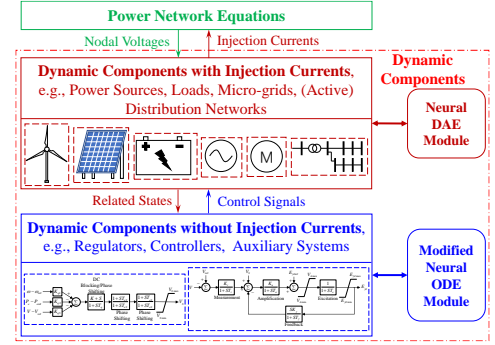 Power Network Equations
Nodal Voltages
Injection Currents
Dynamic Components
Dynamic Components with Injection Currents,
e.g., Power Sources, Loads, Micro-grids, (Active)
Distribution Networks
M
Neural
DAE
Module
Related States
Control Signals
Dynamic Components without Injection Currents,
e.g., Regulators, Controllers, Auxiliary Systems
DC
Blocking/Phase
Shifting
Phase
Shifting
Phase
Shifting
Measurement
Amplification
Excitation
Feedback
Modified
Neural
ODE
Module